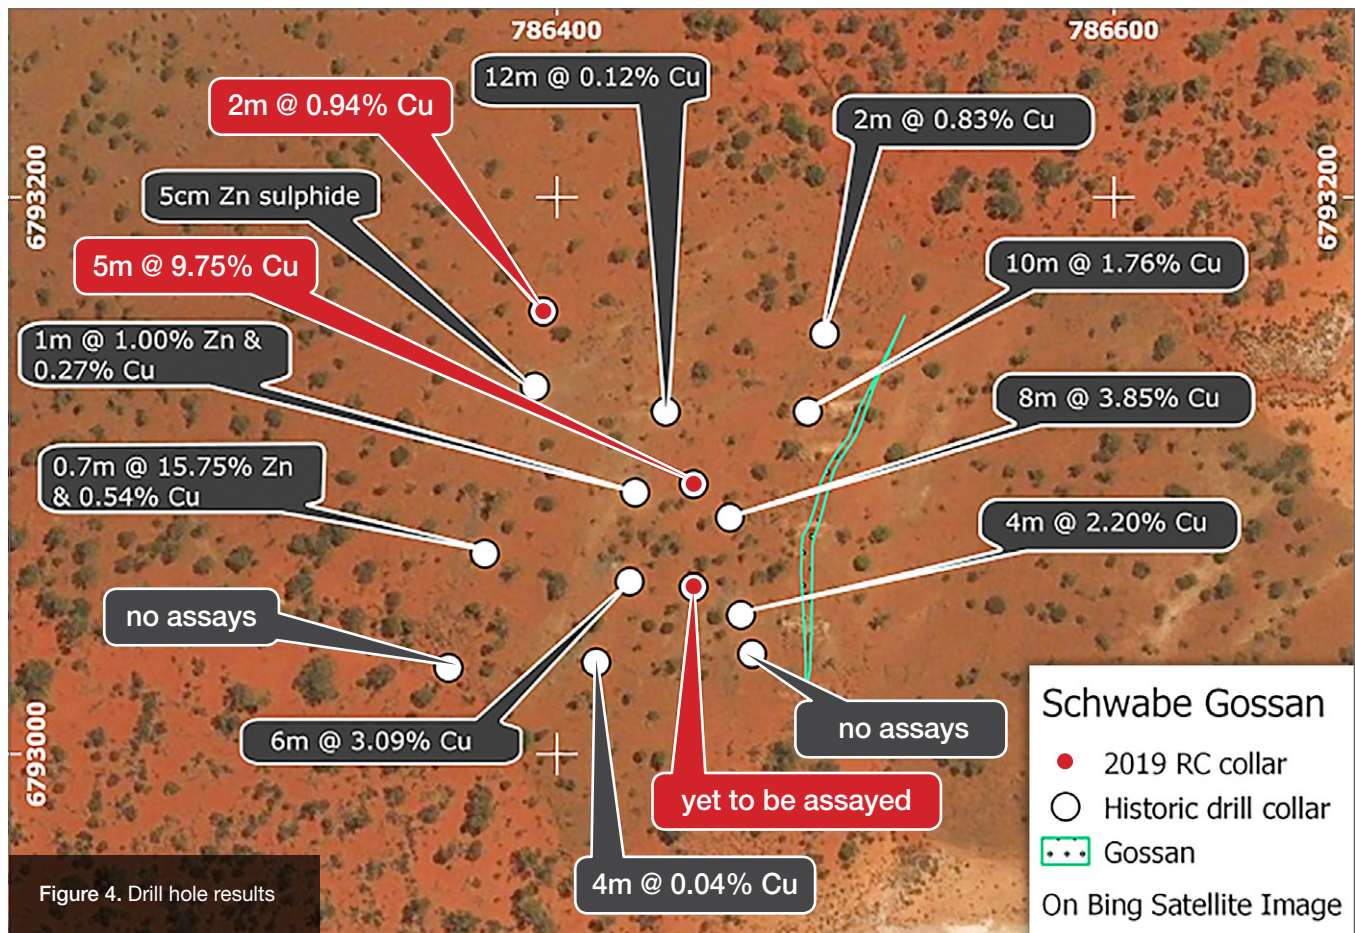 786400
786600
12m @ 0.12% Cu
2m @ 0.94% Cu
2m @ 0.83% Cu
6793200
6793200
5cm Zn sulphide
5m @ 9.75% Cu
10m @ 1.76% Cu
1m @ 1.00% Zn &
0.27% Cu
8m @ 3.85% Cu
0.7m @ 15.75% Zn
& 0.54% Cu
4m @ 2.20% Cu
no assays
6793000
6m @ 3.09% Cu
no assays
yet to be assayed
4m @ 0.04% Cu
Schwabe Gossan
2019 RC collar
Historic drill collar
Gossan
On Bing Satellite Image
Figure 4. Drill hole results